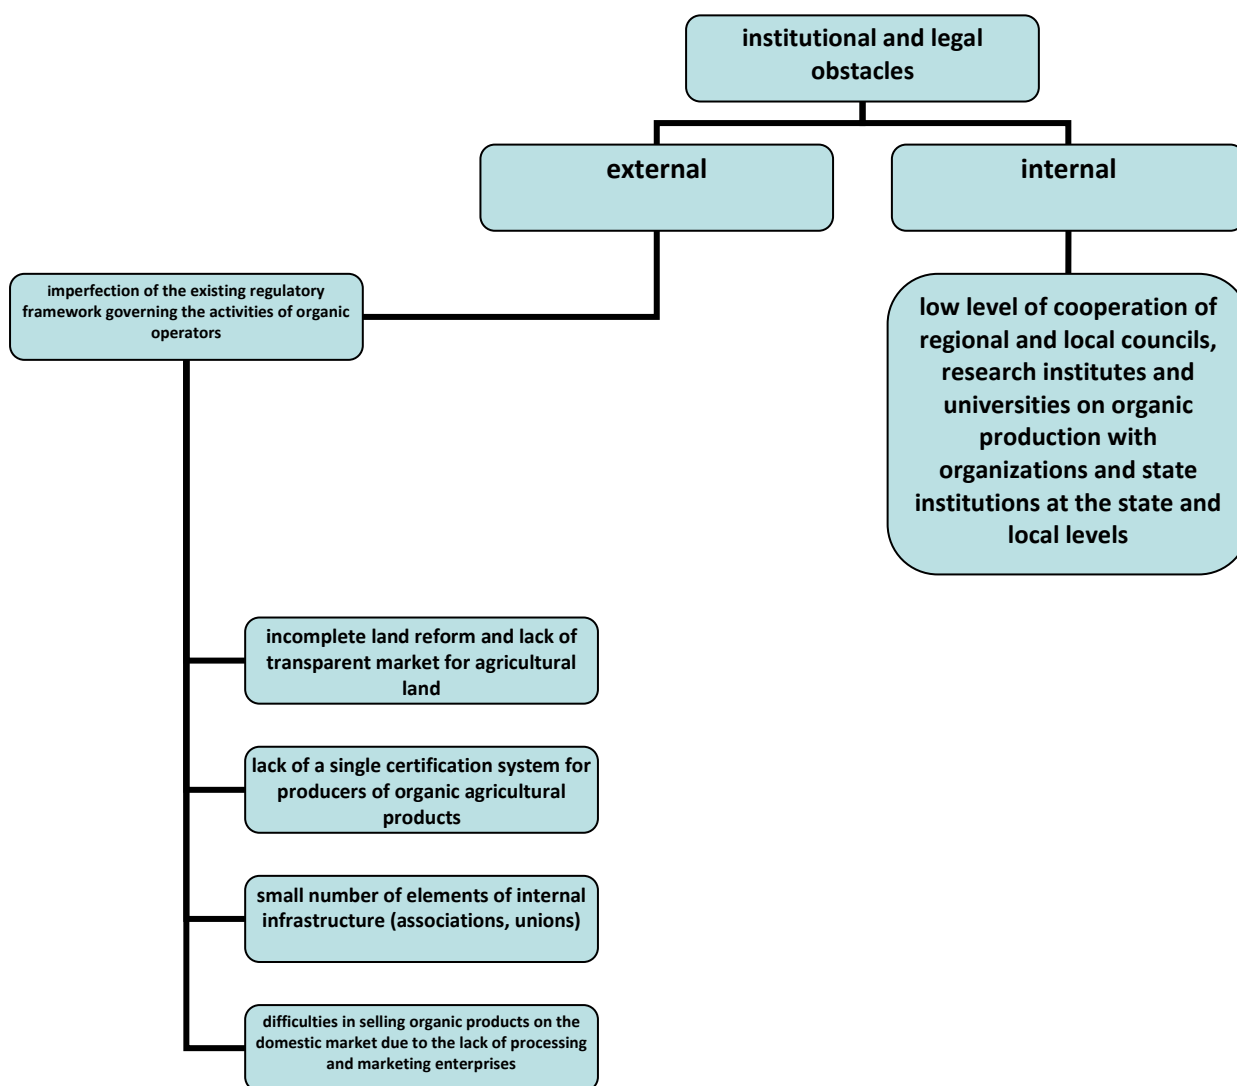 institutional and legal
obstacles
external
internal
imperfection of the existing regulatory
framework governing the activities of organic
operators
low level of cooperation of
regional and local councils,
research institutes and
universities on organic
production with
organizations and state
institutions at the state and
local levels
incomplete land reform and lack of
transparent market for agricultural
land
lack of a single certification system for
producers of organic agricultural
products
small number of elements of internal
infrastructure (associations, unions)
difficulties in selling organic products on the
domestic market due to the lack of processing
and marketing enterprises